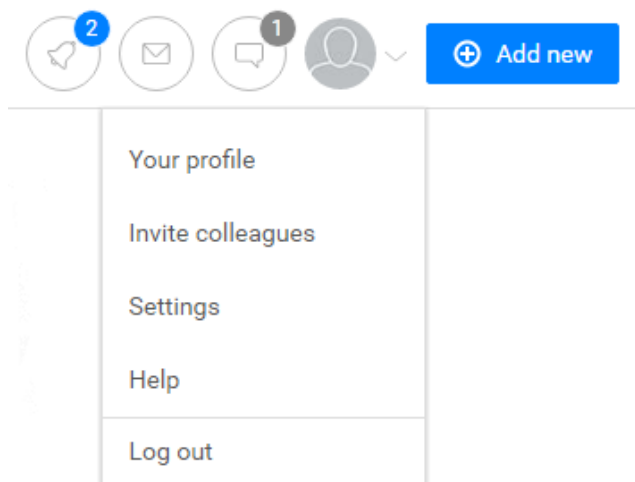 2
1
Add new
Your profile
Invite colleagues
Settings
Help
Log out